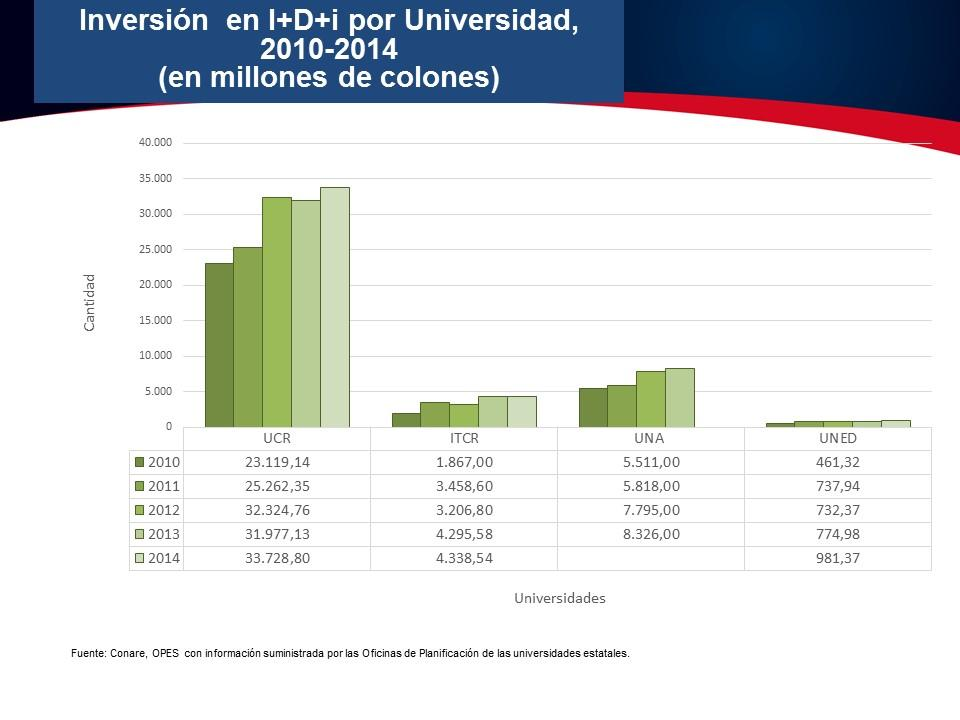 Inversión en I+D+i por Universidad,
2010-2014
(en millones de colones)
40.000
35.000
30.000
25.000
20.000
15.000
10.000
5.000
0
Cantidad
UCR ITCR UNA UNED
2010 23.119,14 1.867,00 5.511,00 461,32
2011 25.262,35 3.458,60 5.818,00 737,94
2012 32.324,76 3.206,80 7.795,00 732,37
2013 31.977,13 4.295,58 8.326,00 774,98
2014 33.728,80 4.338,54 981,37
Universidades
Fuente: Conare, OPES con información suministrada por las Oficinas de Planificación de las universidades estatales.